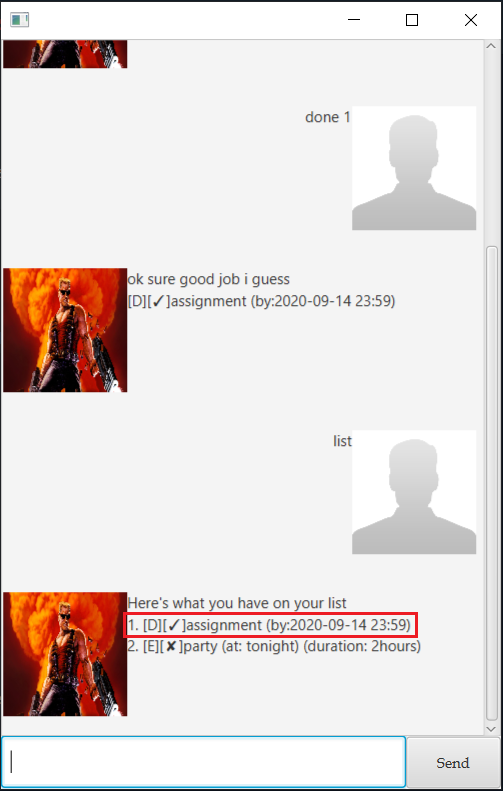 done 1
ok sure good job i guess
[D][✓]assignment (by:2020-09-14 23:59)
list
Here's what you have on your list
1. [D][✓]assignment (by:2020-09-14 23:59)
2. [E][✘]party (at: tonight) (duration: 2hours)
Send